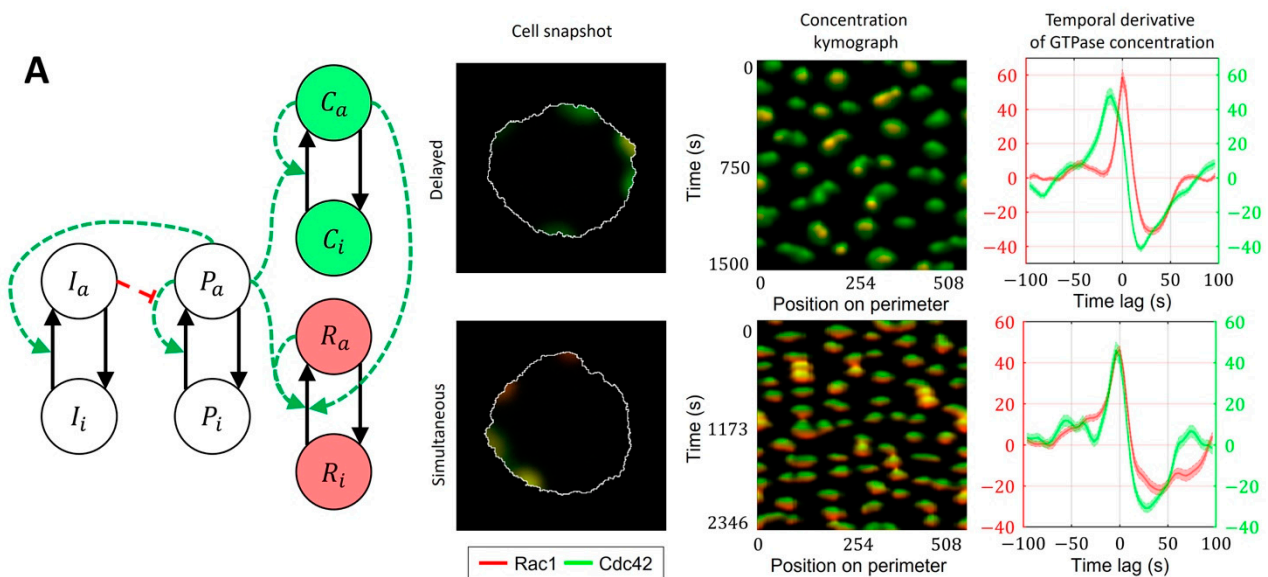 A
Cell snapshot
Concentration
kymograph
Temporal derivative
of GTPase concentration
C_a
C_i
I_a
P_a
R_a
I_i
P_i
R_i
Delayed
Time (s)
0
750
1500
0 254 508
Position on perimeter
60
40
20
0
−20
−40
60
40
20
0
−20
−40
−100 −50 0 50 100
Time lag (s)
Simultaneous
Time (s)
0
1173
2346
0 254 508
Position on perimeter
60
40
20
0
−20
−40
60
40
20
0
−20
−40
−100 −50 0 50 100
Time lag (s)
Rac1 Cdc42